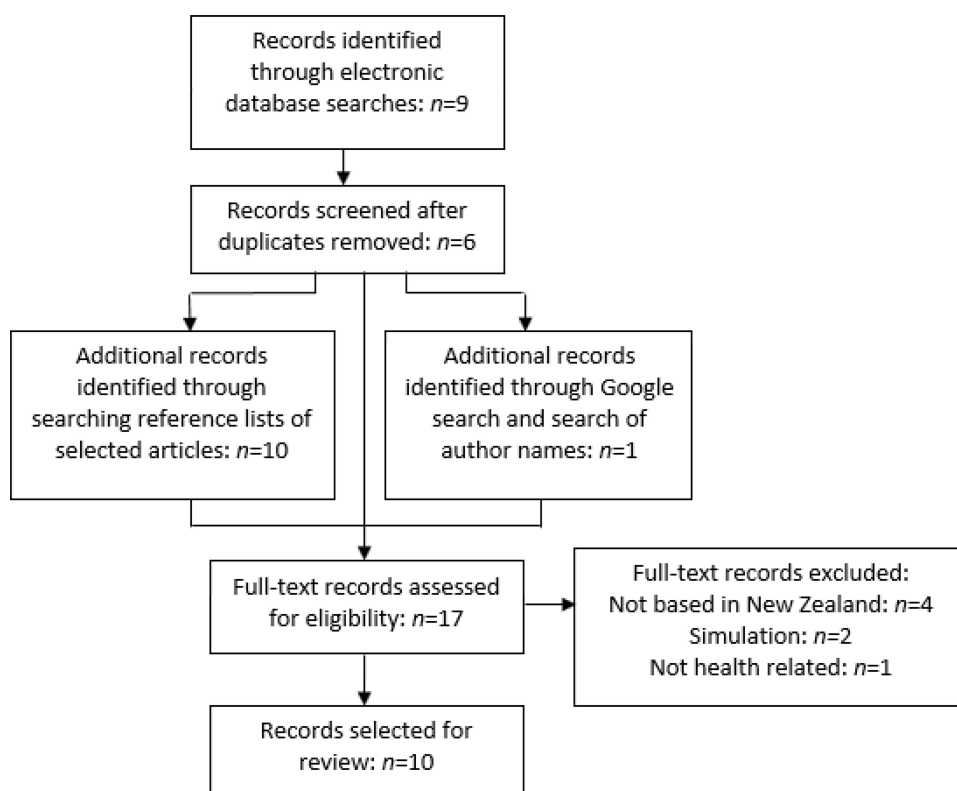 Records identified
through electronic
database searches: n=9
Records screened after
duplicates removed: n=6
Additional records
identified through
searching reference lists of
selected articles: n=10
Additional records
identified through Google
search and search of
author names: n=1
Full-text records assessed
for eligibility: n=17
Full-text records excluded:
Not based in New Zealand: n=4
Simulation: n=2
Not health related: n=1
Records selected for
review: n=10